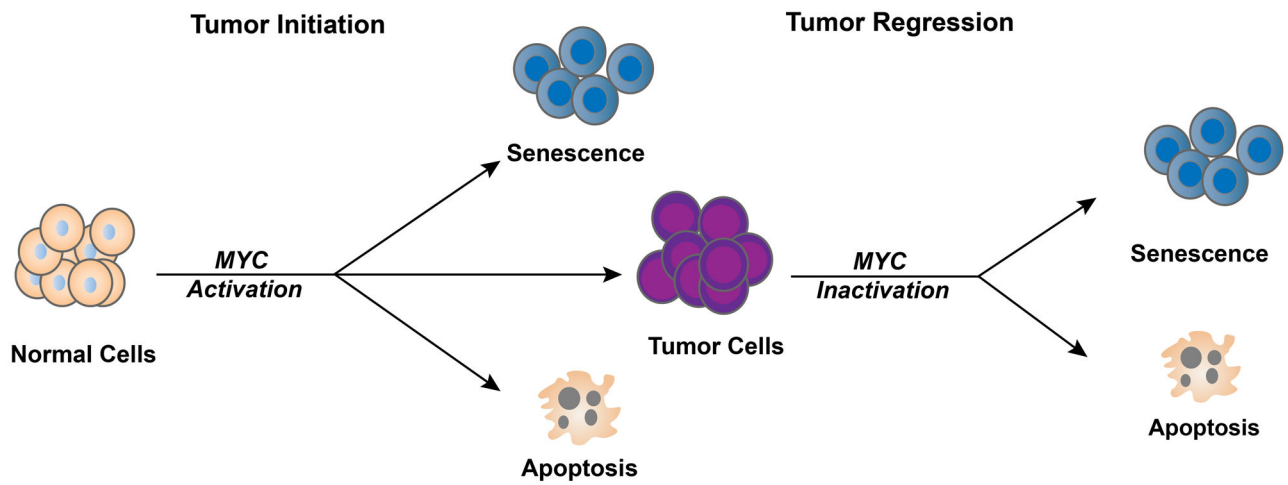 Tumor Initiation
Tumor Regression
Senescence
MYC
Activation
Normal Cells
Tumor Cells
Apoptosis
MYC
Inactivation
Senescence
Apoptosis